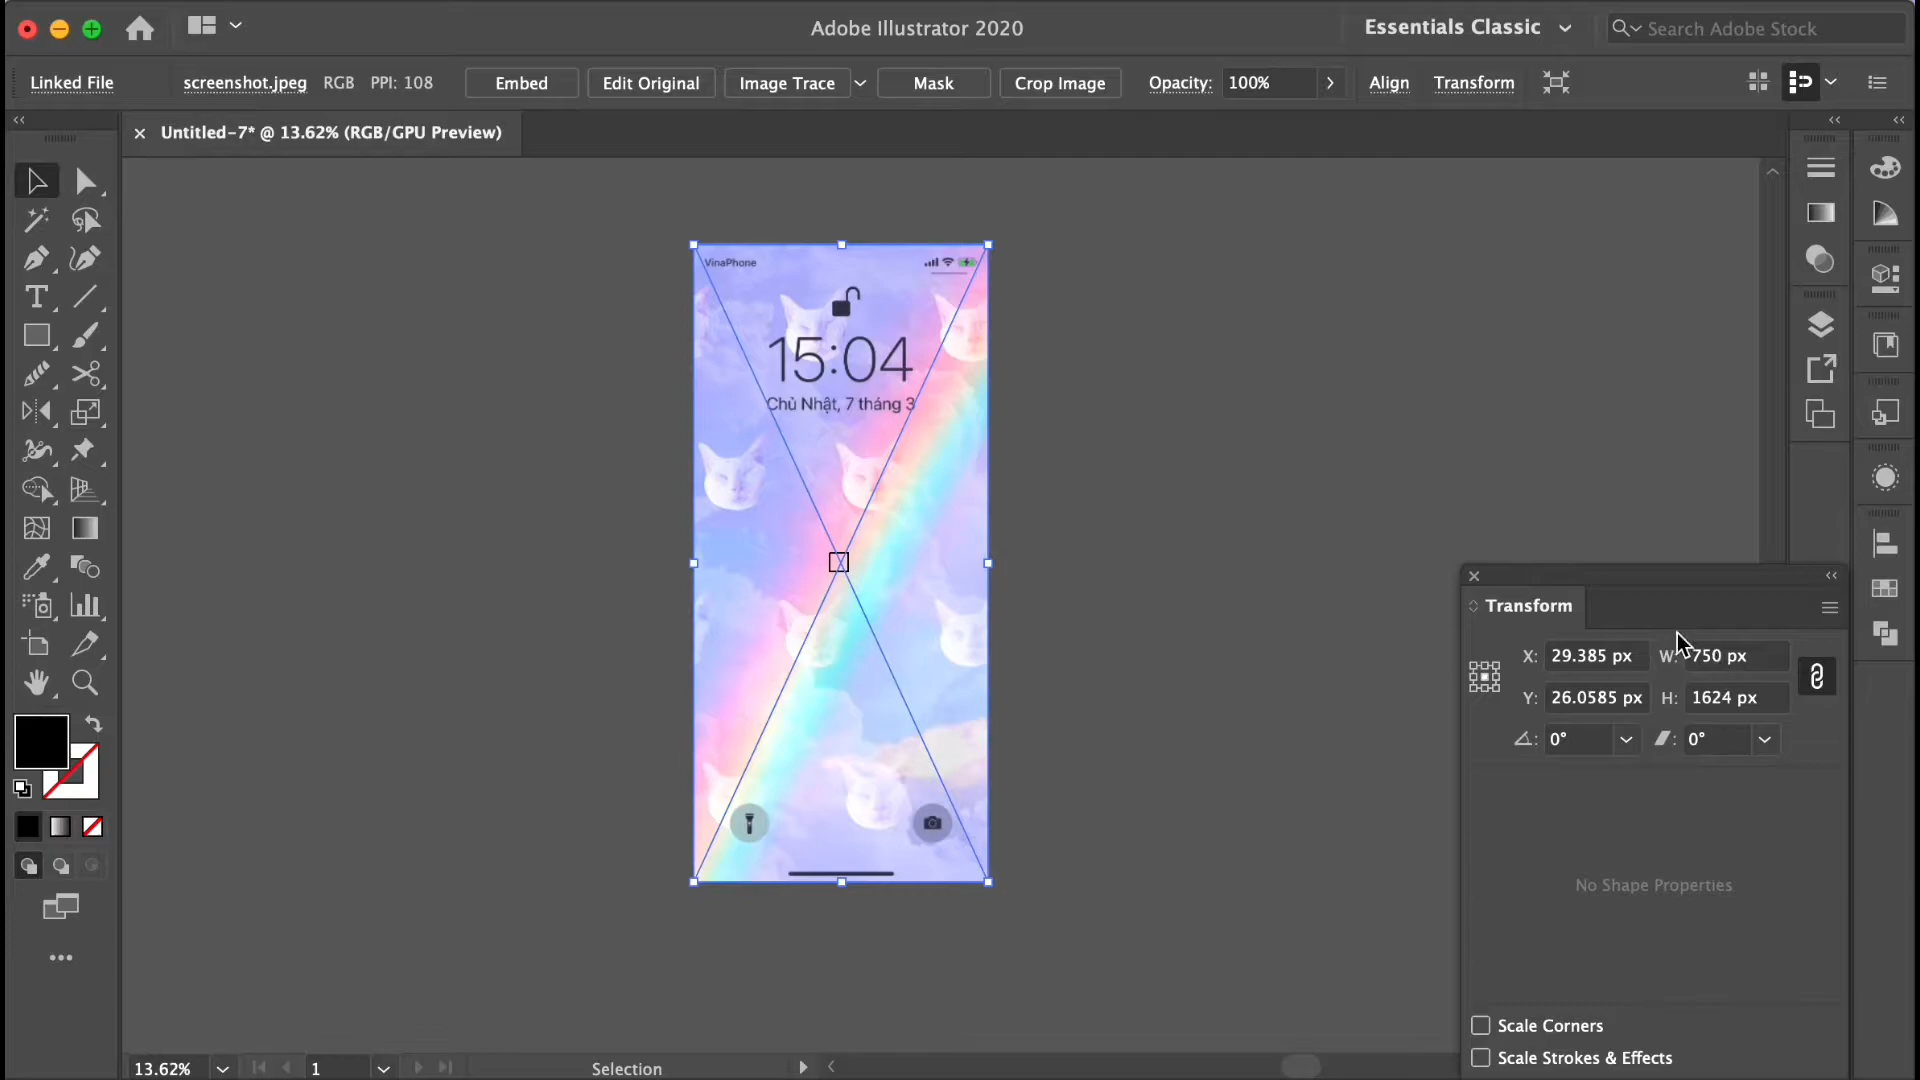 Adobe Illustrator 2020
Essentials Classic
Search Adobe Stock
Linked File screenshot.jpeg RGB PPI: 108 Embed Edit Original Image Trace Mask Crop Image Opacity: 100% Align Transform
Untitled-7* @ 13.62% (RGB/GPU Preview)
VinaPhone
15:04
Chủ Nhật, 7 tháng 3
Transform
X: 29.385 px W: 750 px
Y: 26.0585 px H: 1624 px
0° 0°
No Shape Properties
Scale Corners
Scale Strokes & Effects
13.62% 1 Selection